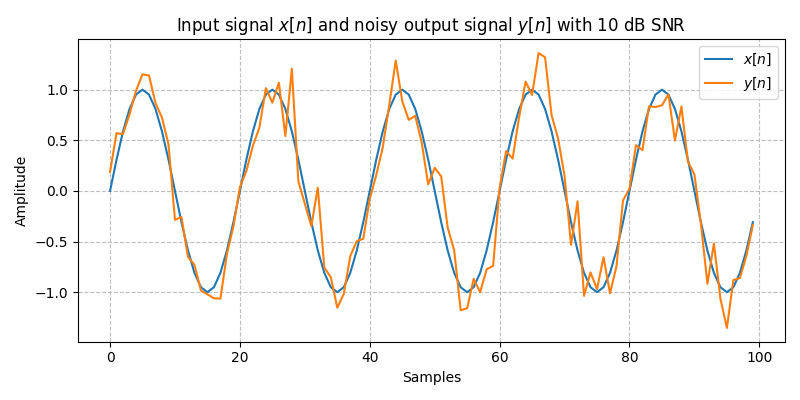 Input signal x[n] and noisy output signal y[n] with 10 dB SNR
x[n]
y[n]
Amplitude
1.0
0.5
0.0
−0.5
−1.0
0 20 40 60 80 100
Samples